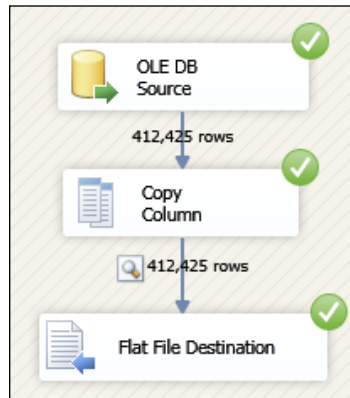 OLE DB
Source
412,425 rows
Copy
Column
412,425 rows
Flat File Destination